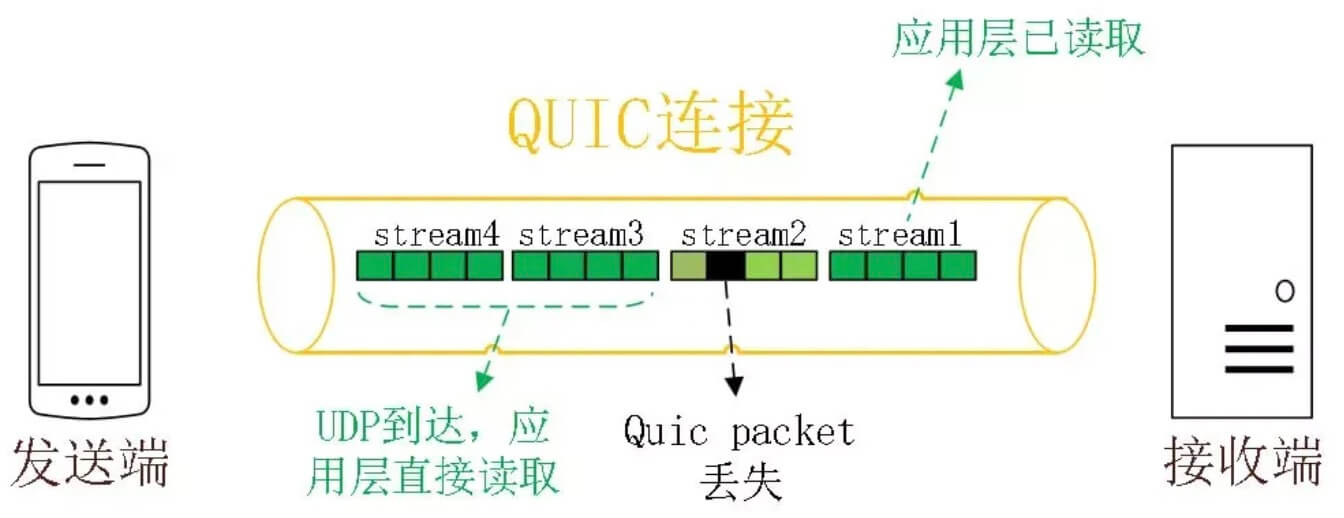 应用层已读取
QUIC连接
stream4 stream3 stream2 stream1
UDP到达，应
用层直接读取
Quic packet
丢失
发送端
接收端